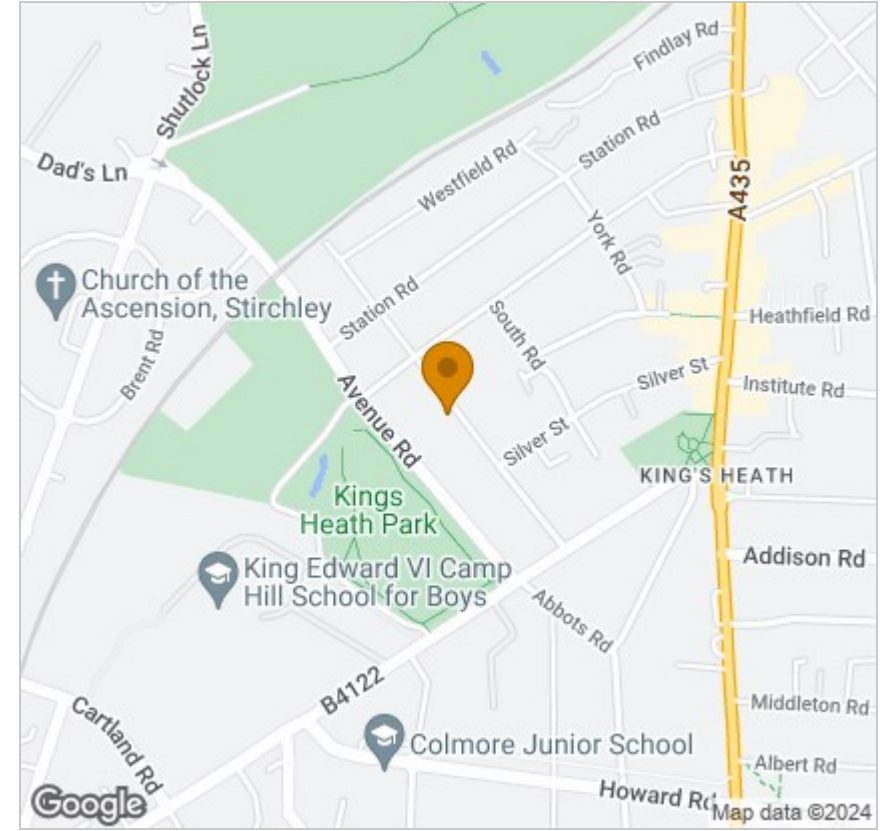 Shutlock Ln
Findlay Rd
Dad's Ln
Westfield Rd
Station Rd
A435
York Rd
Church of the
Ascension, Stirchley
Station Rd
South Rd
Heathfield Rd
Brent Rd
Silver St
Institute Rd
Avenue Rd
Silver St
KING'S HEATH
Kings
Heath Park
Addison Rd
King Edward VI Camp
Hill School for Boys
Abbots Rd
B4122
Cartland Rd
Middleton Rd
Colmore Junior School
Albert Rd
Howard Rd
Google
Map data ©2024